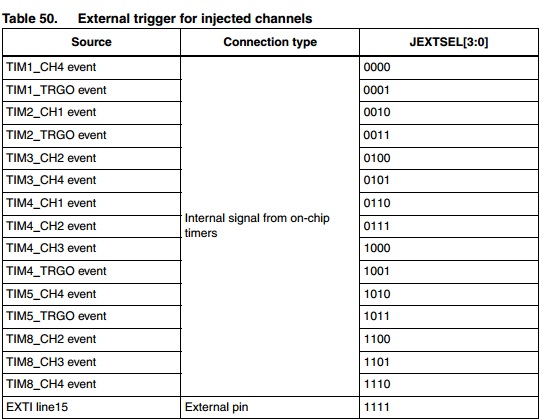 Table 50. External trigger for injected channels
Source Connection type JEXTSEL[3:0]
TIM1_CH4 event 0000
TIM1_TRGO event 0001
TIM2_CH1 event 0010
TIM2_TRGO event 0011
TIM3_CH2 event 0100
TIM3_CH4 event 0101
TIM4_CH1 event 0110
TIM4_CH2 event Internal signal from on-chip 0111
timers
TIM4_CH3 event 1000
TIM4_TRGO event 1001
TIM5_CH4 event 1010
TIM5_TRGO event 1011
TIM8_CH2 event 1100
TIM8_CH3 event 1101
TIM8_CH4 event 1110
EXTI line15 External pin 1111